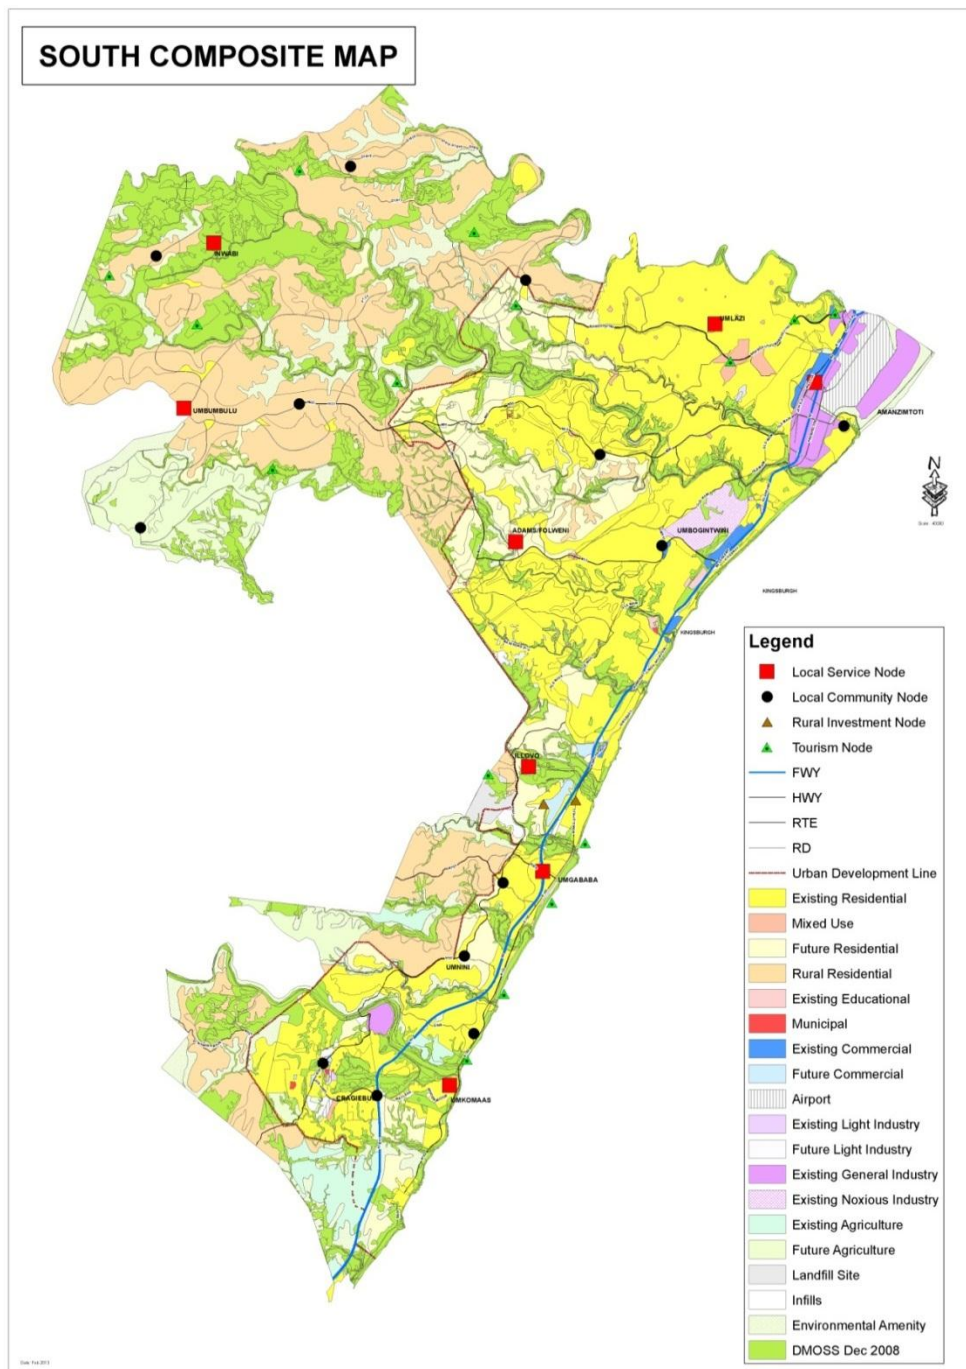 SOUTH COMPOSITE MAP
INWABI
UMLAZI
UMBUMBULU
AMANZIMTOTI
N
ADAMS/FOLWENI
UMBOGINTWINI
KINGSBURGH
KINGSBURGH
ILLOVO
UMGABABA
UMNINI
CRAGIEBU
UMKOMAAS
Legend
Local Service Node
Local Community Node
Rural Investment Node
Tourism Node
FWY
HWY
RTE
RD
Urban Development Line
Existing Residential
Mixed Use
Future Residential
Rural Residential
Existing Educational
Municipal
Existing Commercial
Future Commercial
Airport
Existing Light Industry
Future Light Industry
Existing General Industry
Existing Noxious Industry
Existing Agriculture
Future Agriculture
Landfill Site
Infills
Environmental Amenity
DMOSS Dec 2008